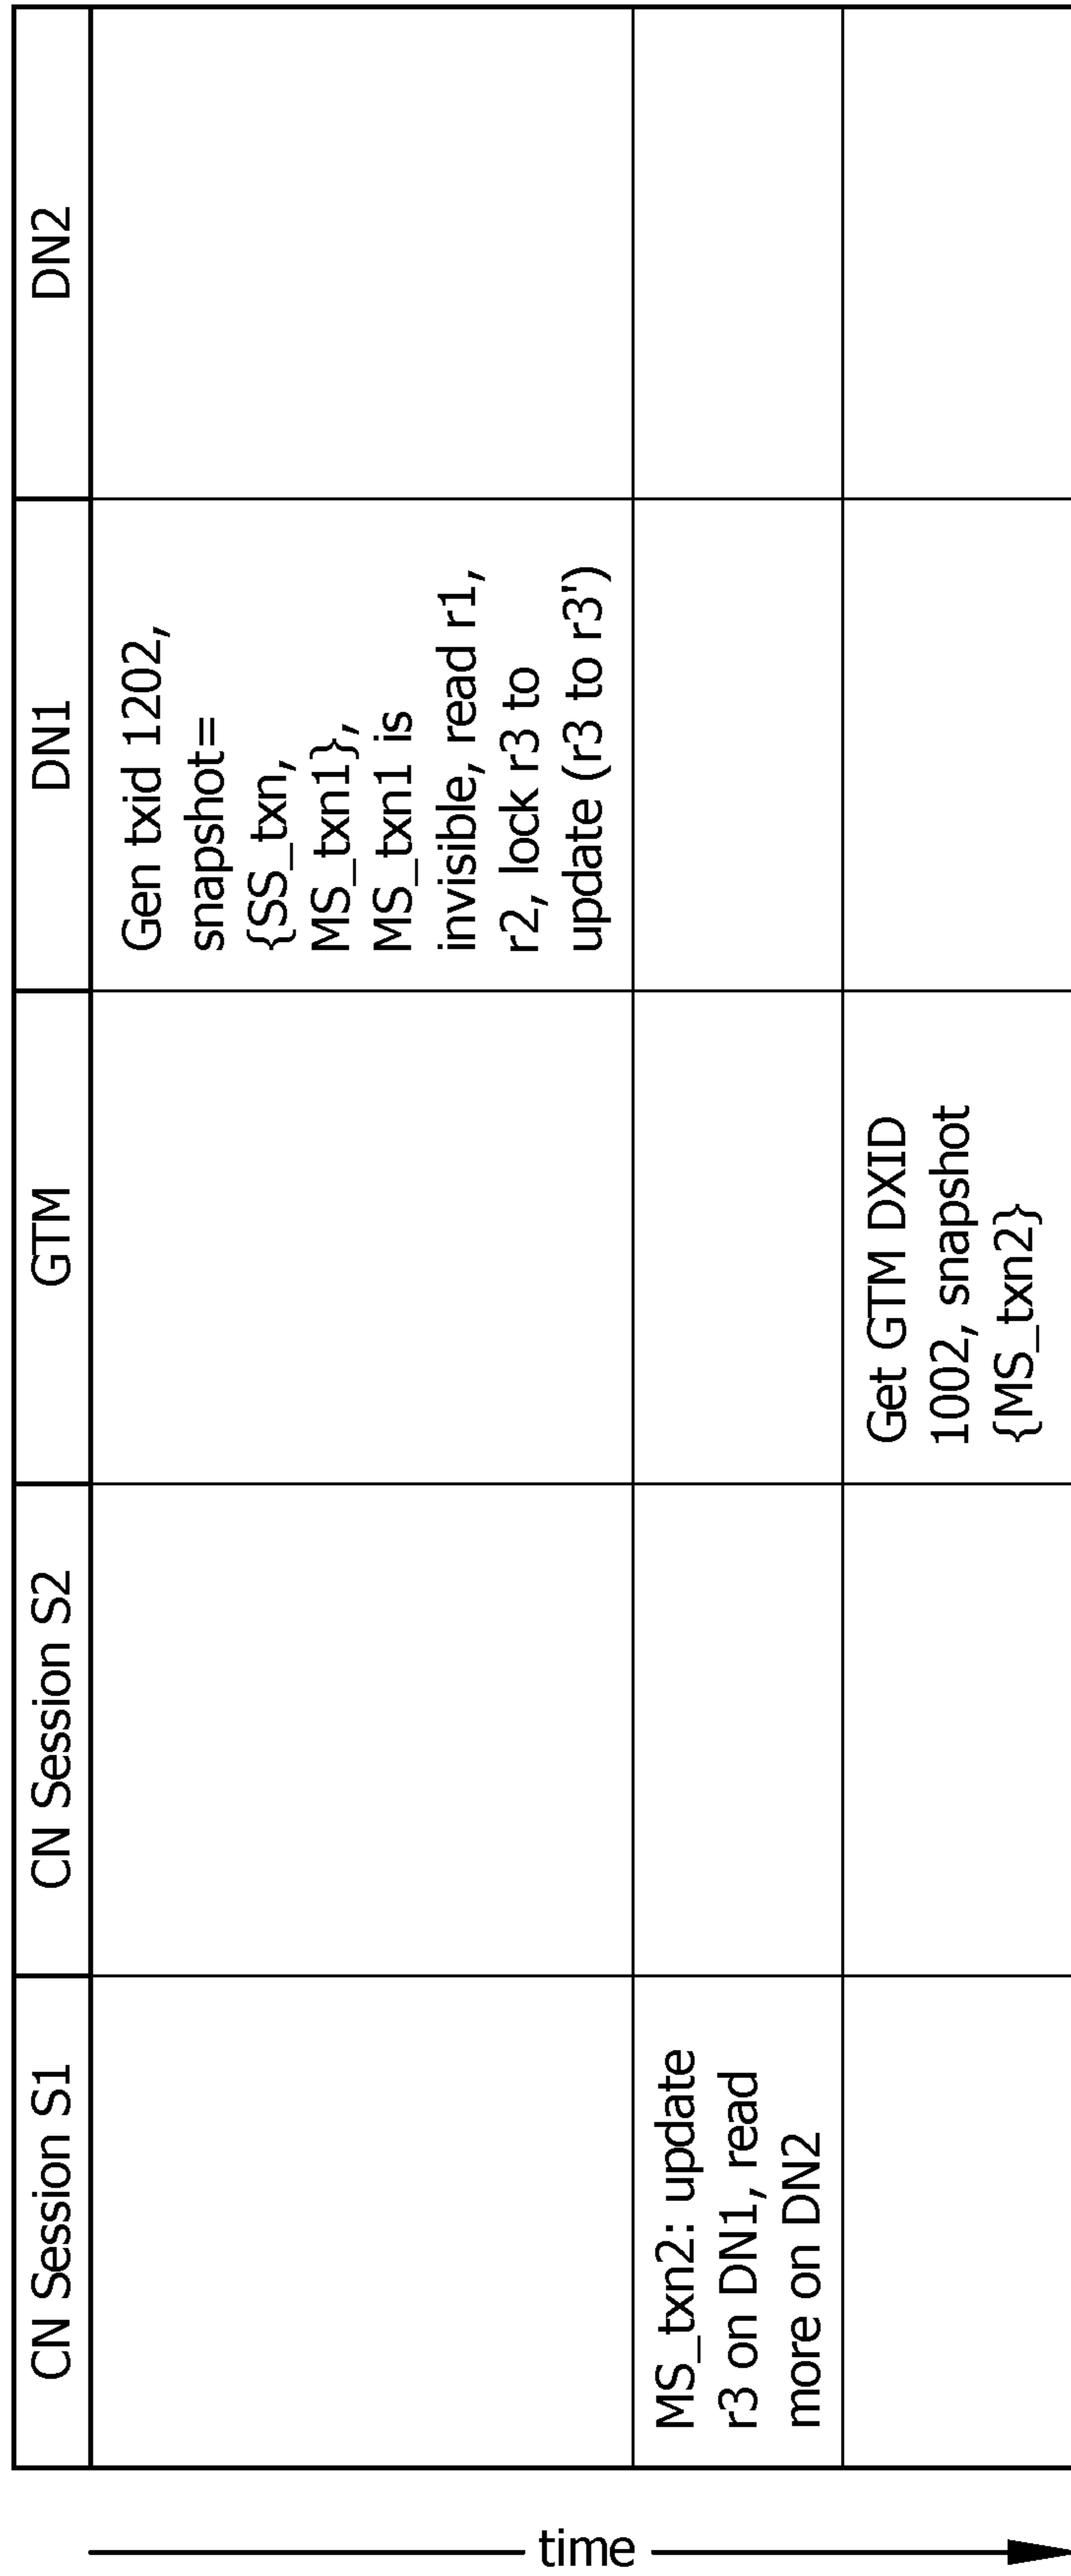 CN Session S1
CN Session S2
GTM
DN1
DN2
Gen txid 1202,
snapshot=
{SS_txn,
MS_txn1},
MS_txn1 is
invisible, read r1,
r2, lock r3 to
update (r3 to r3')
MS_txn2: update
r3 on DN1, read
more on DN2
Get GTM DXID
1002, snapshot
{MS_txn2}
time